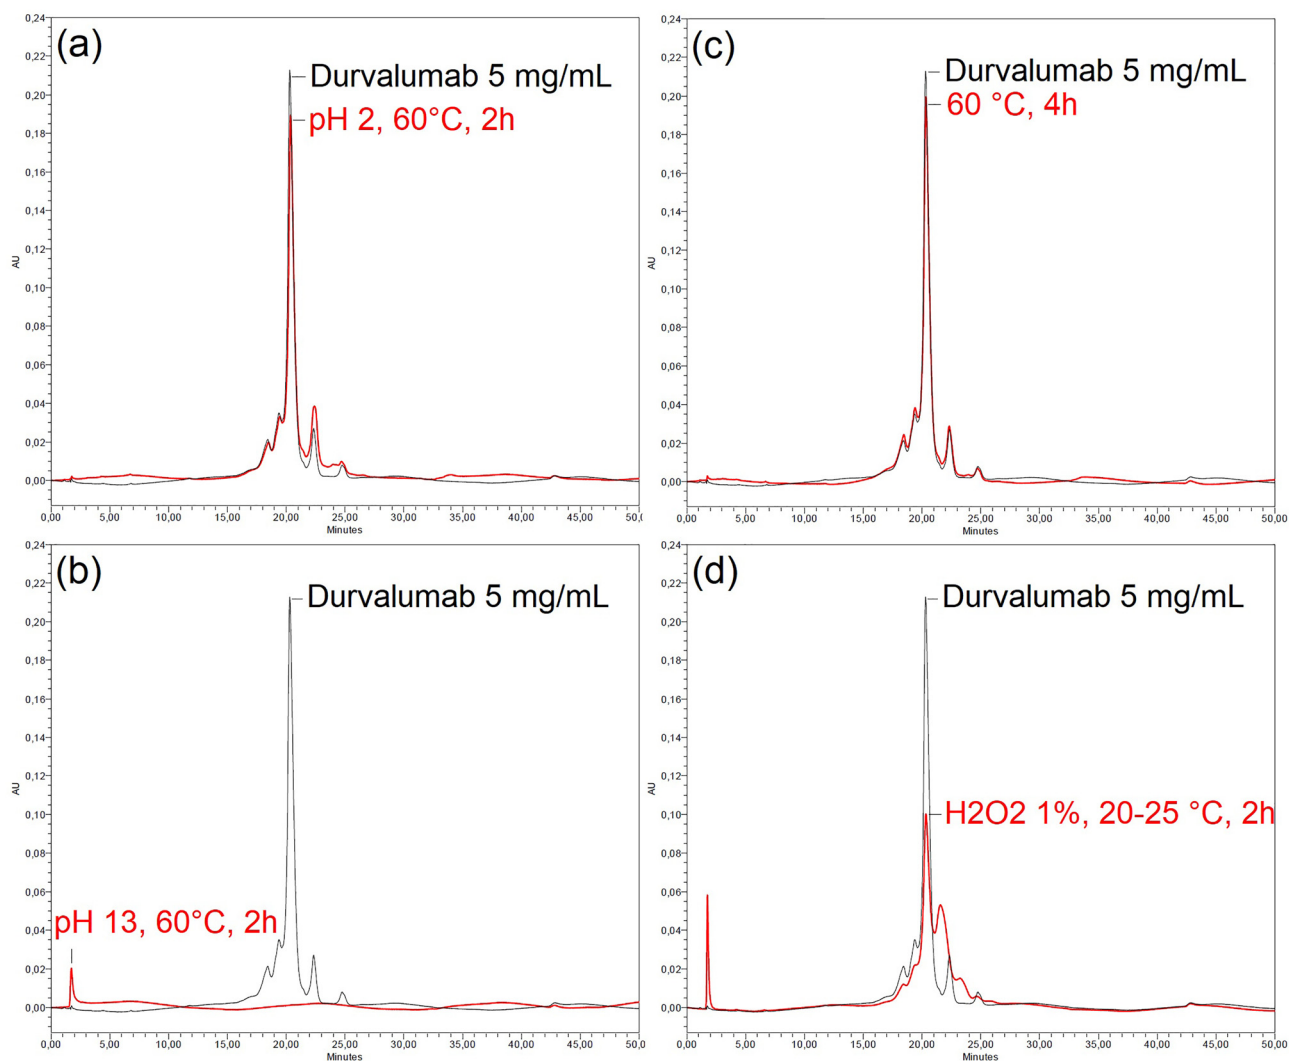 (a)
Durvalumab 5 mg/mL
pH 2, 60°C, 2h
0,24
0,22
0,20
0,18
0,16
0,14
0,12
0,10
0,08
0,06
0,04
0,02
0,00
AU
0,00 5,00 10,00 15,00 20,00 25,00 30,00 35,00 40,00 45,00 50,0
Minutes
(c)
Durvalumab 5 mg/mL
60 °C, 4h
0,24
0,22
0,20
0,18
0,16
0,14
0,12
0,10
0,08
0,06
0,04
0,02
0,00
AU
0,00 5,00 10,00 15,00 20,00 25,00 30,00 35,00 40,00 45,00 50,00
Minutes
(b)
Durvalumab 5 mg/mL
pH 13, 60°C, 2h
0,24
0,22
0,20
0,18
0,16
0,14
0,12
0,10
0,08
0,06
0,04
0,02
0,00
AU
0,00 5,00 10,00 15,00 20,00 25,00 30,00 35,00 40,00 45,00 50,0
Minutes
(d)
Durvalumab 5 mg/mL
H2O2 1%, 20-25 °C, 2h
0,24
0,22
0,20
0,18
0,16
0,14
0,12
0,10
0,08
0,06
0,04
0,02
0,00
AU
0,00 5,00 10,00 15,00 20,00 25,00 30,00 35,00 40,00 45,00 50,00
Minutes